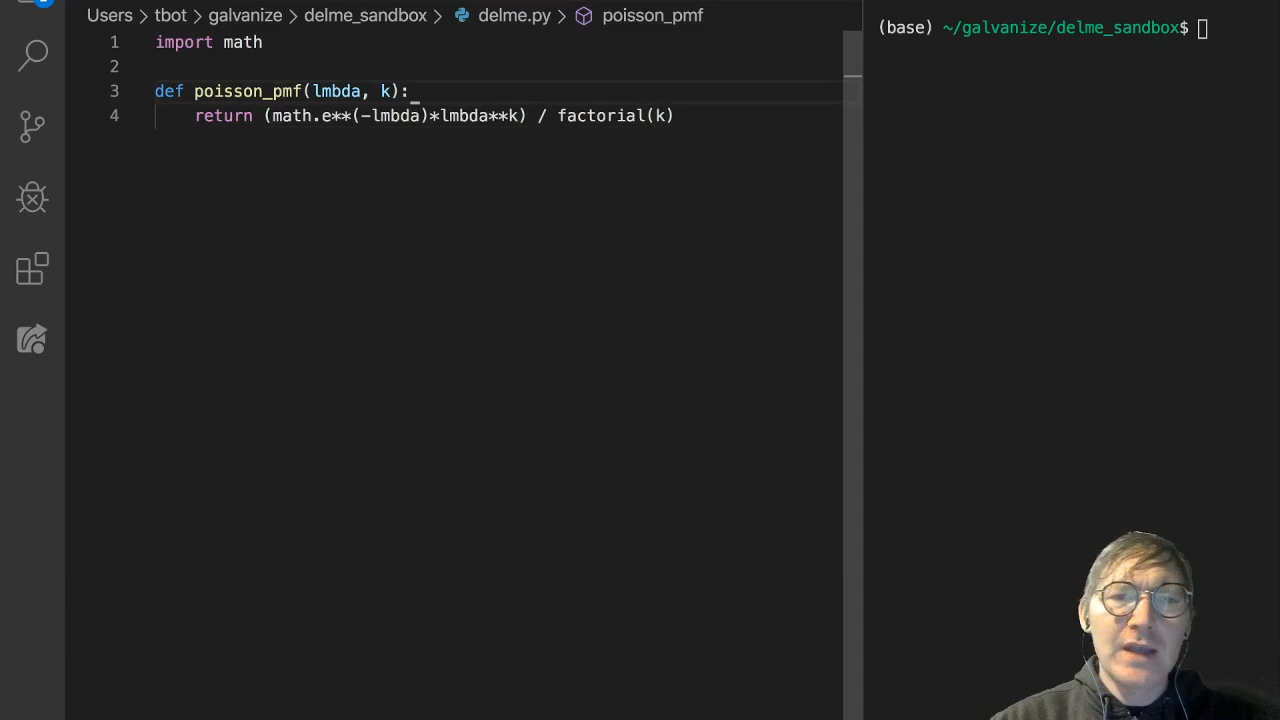 Users > tbot > galvanize > delme_sandbox > delme.py > poisson_pmf
1 import math
2
3 def poisson_pmf(lmbda, k):
4 return (math.e**(-lmbda)*lmbda**k) / factorial(k)
(base) ~/galvanize/delme_sandbox$